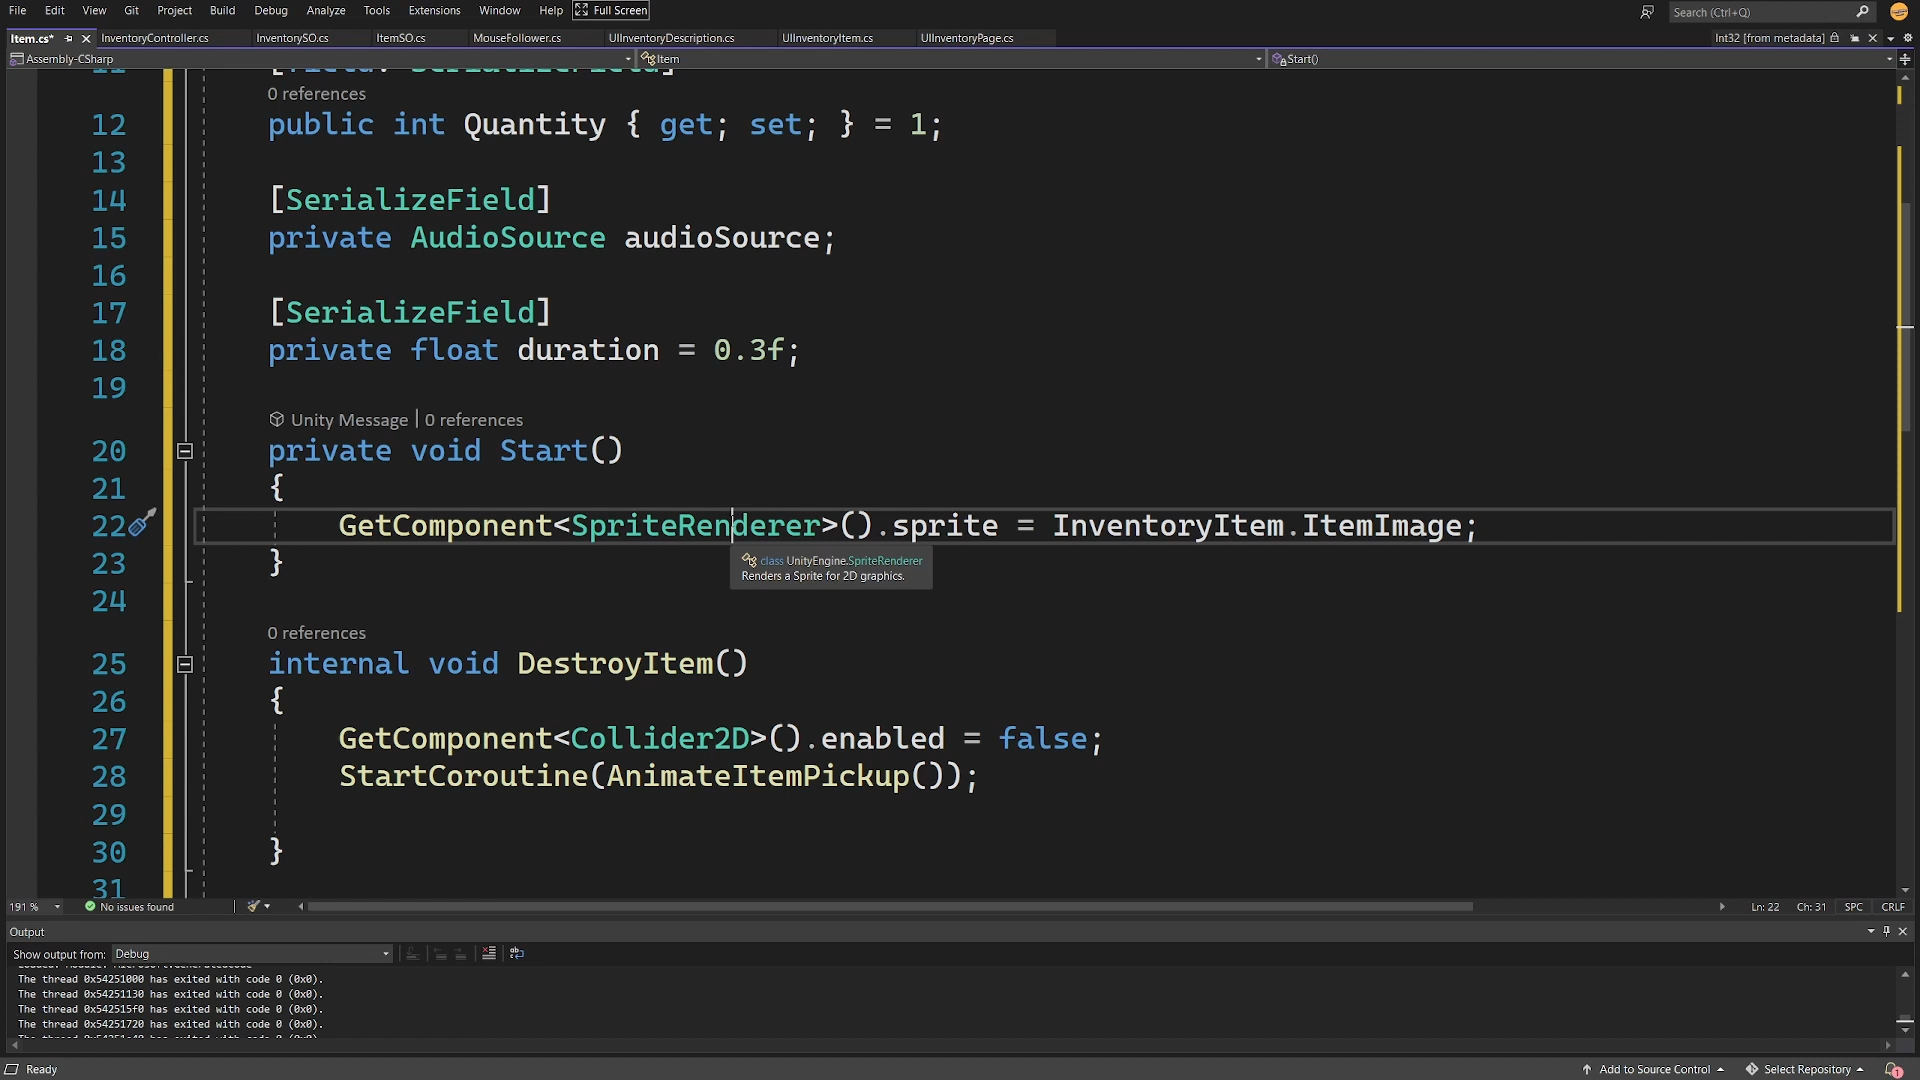 File Edit View Git Project Build Debug Analyze Tools Extensions Window Help Full Screen Search (Ctrl+Q)
Item.cs* InventoryController.cs InventorySO.cs ItemSO.cs MouseFollower.cs UIInventoryDescription.cs UIInventoryItem.cs UIInventoryPage.cs Int32 [from metadata]
Assembly-CSharp Item Start()
0 references
12 public int Quantity { get; set; } = 1;
13
14 [SerializeField]
15 private AudioSource audioSource;
16
17 [SerializeField]
18 private float duration = 0.3f;
19
Unity Message | 0 references
20 private void Start()
21 {
22 GetComponent<SpriteRenderer>().sprite = InventoryItem.ItemImage;
23 }
class UnityEngine.SpriteRenderer
Renders a Sprite for 2D graphics.
24
0 references
25 internal void DestroyItem()
26 {
27 GetComponent<Collider2D>().enabled = false;
28 StartCoroutine(AnimateItemPickup());
29
30 }
31
191 % No issues found Ln: 22 Ch: 31 SPC CRLF
Output
Show output from: Debug
The thread 0x54251000 has exited with code 0 (0x0).
The thread 0x54251130 has exited with code 0 (0x0).
The thread 0x542515f0 has exited with code 0 (0x0).
The thread 0x54251720 has exited with code 0 (0x0).
Ready Add to Source Control Select Repository 1